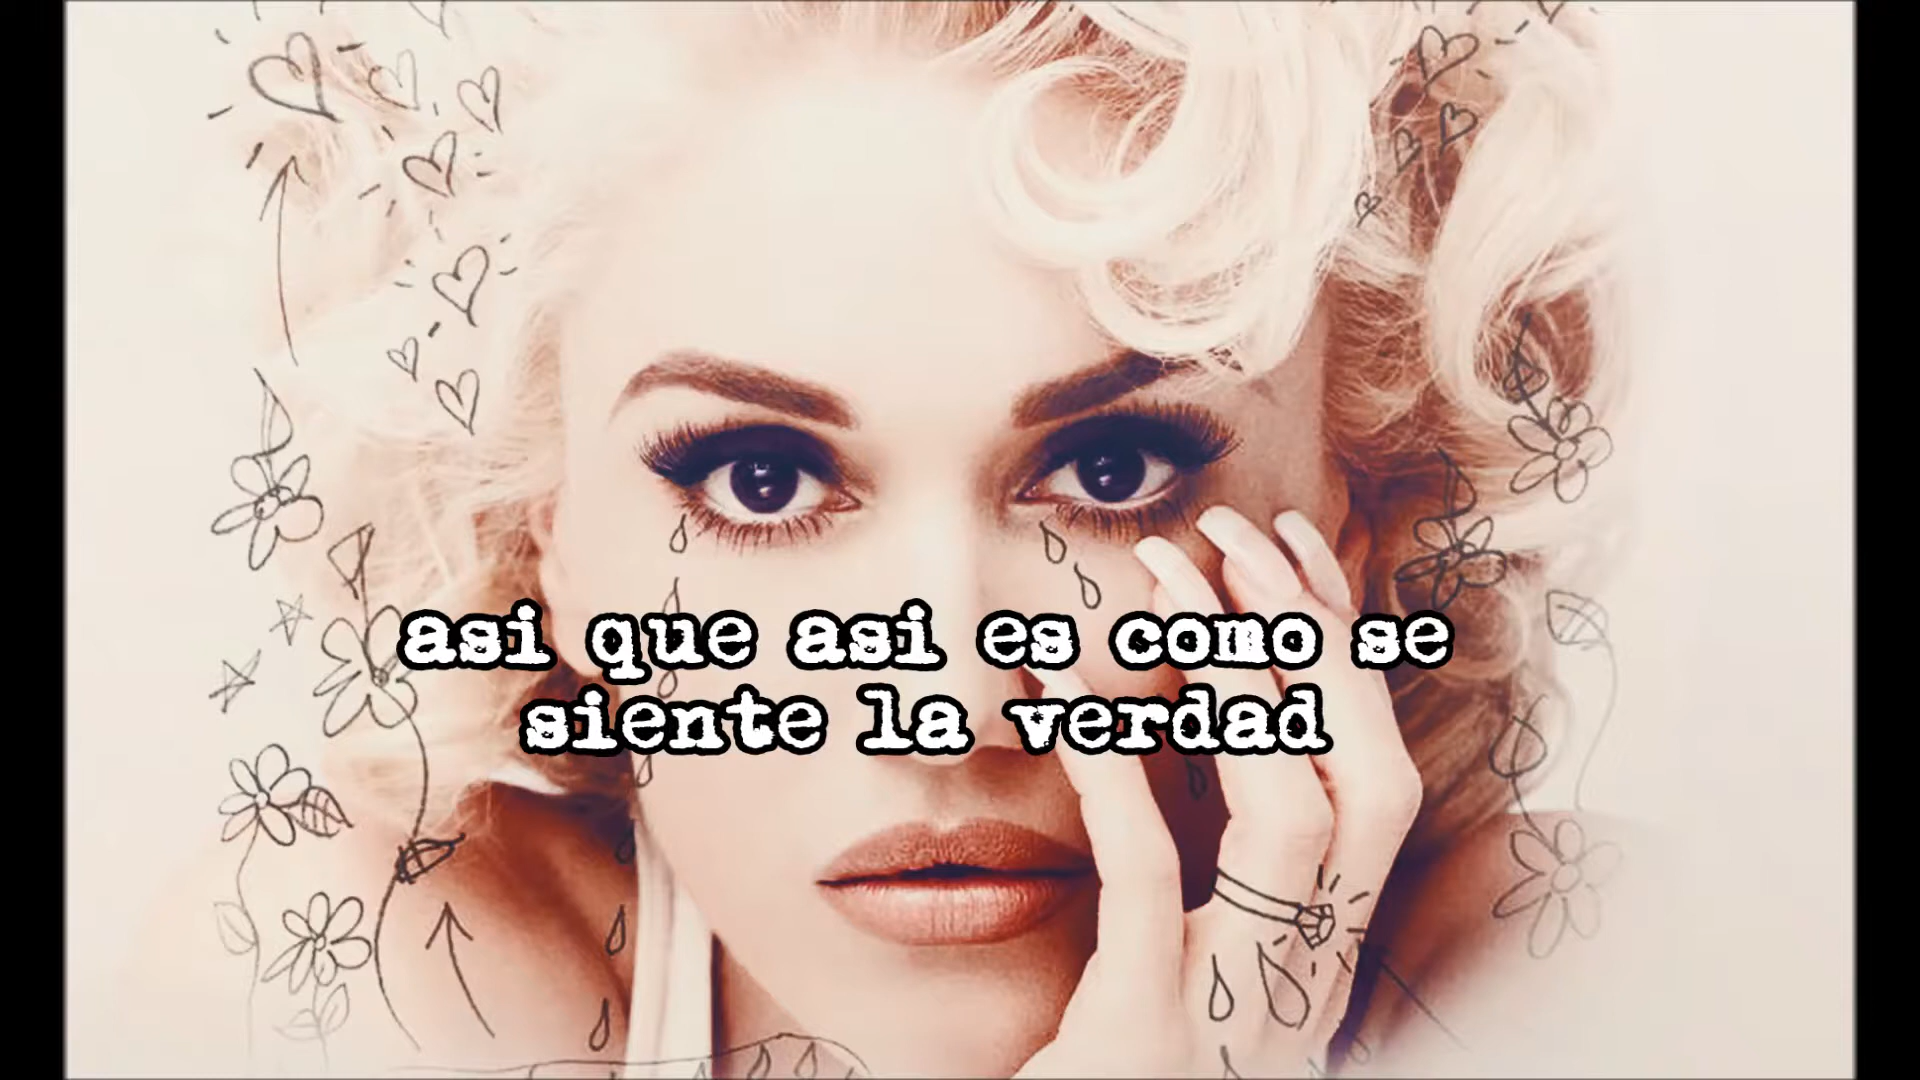 asi que asi es como se
siente la verdad